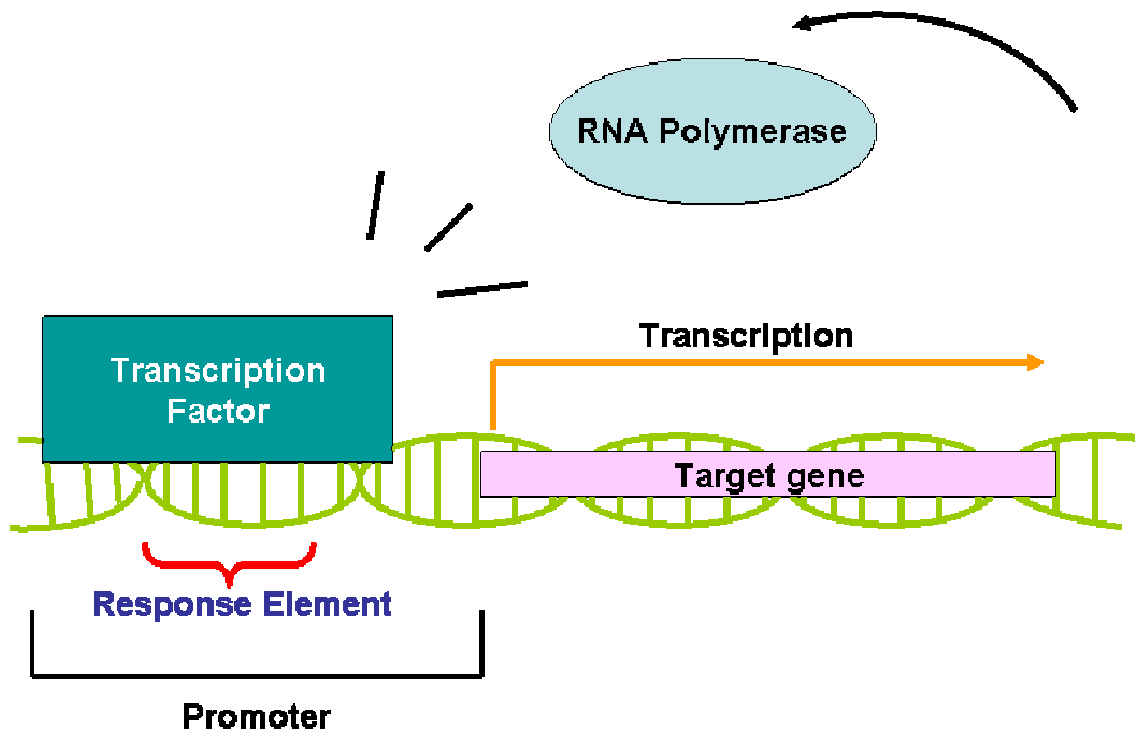 RNA Polymerase
Transcription
Transcription
Factor
Target gene
Response Element
Promoter